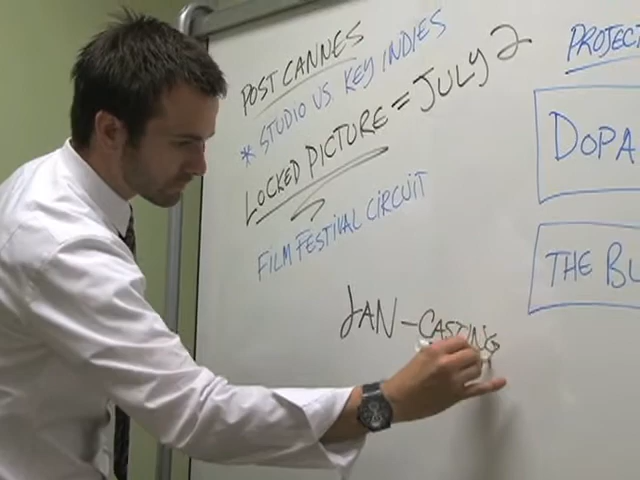 POST CANNES
* STUDIO VS. KEY INDIES
LOCKED PICTURE = JULY 2
FILM FESTIVAL CIRCUIT
JAN - CASTING
PROJECT
DOPA
THE BL